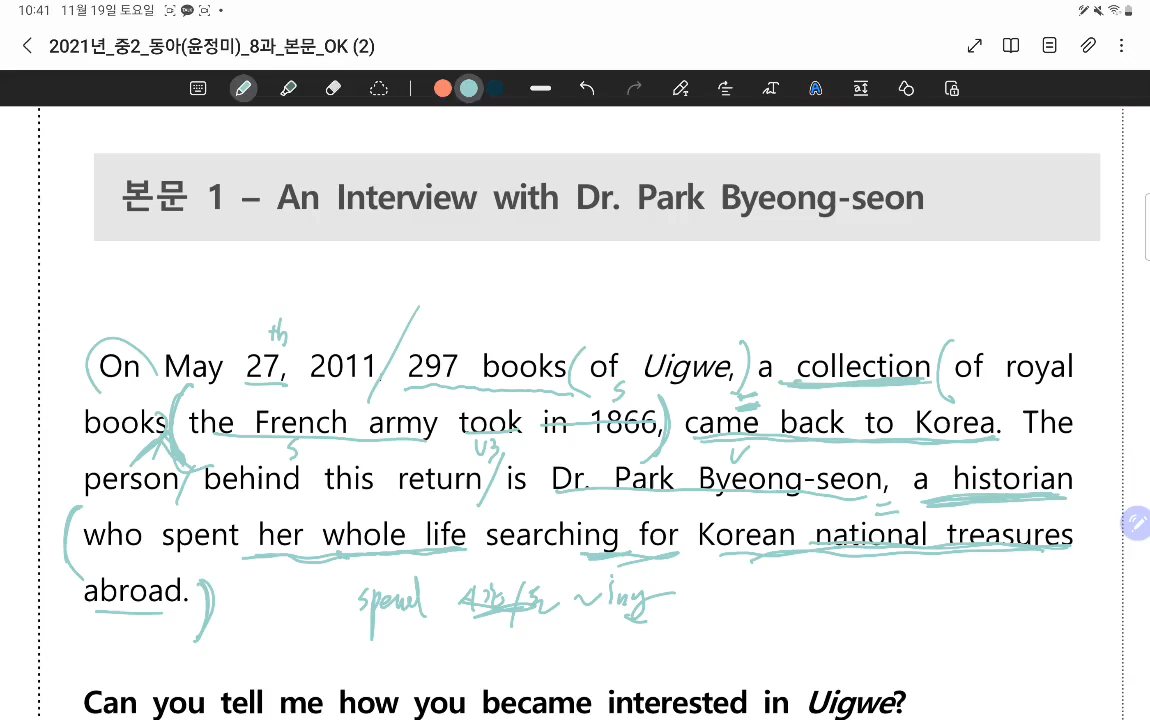 10:41 11월 19일 토요일
2021년_중2_동아(윤정미)_8과_본문_OK (2)
본문 1 – An Interview with Dr. Park Byeong-seon
th
On May 27, 2011, 297 books of Uigwe, a collection of royal
s
books the French army took in 1866, came back to Korea. The
s v
person behind this return is Dr. Park Byeong-seon, a historian
who spent her whole life searching for Korean national treasures
abroad.
spend ~ing
Can you tell me how you became interested in Uigwe?